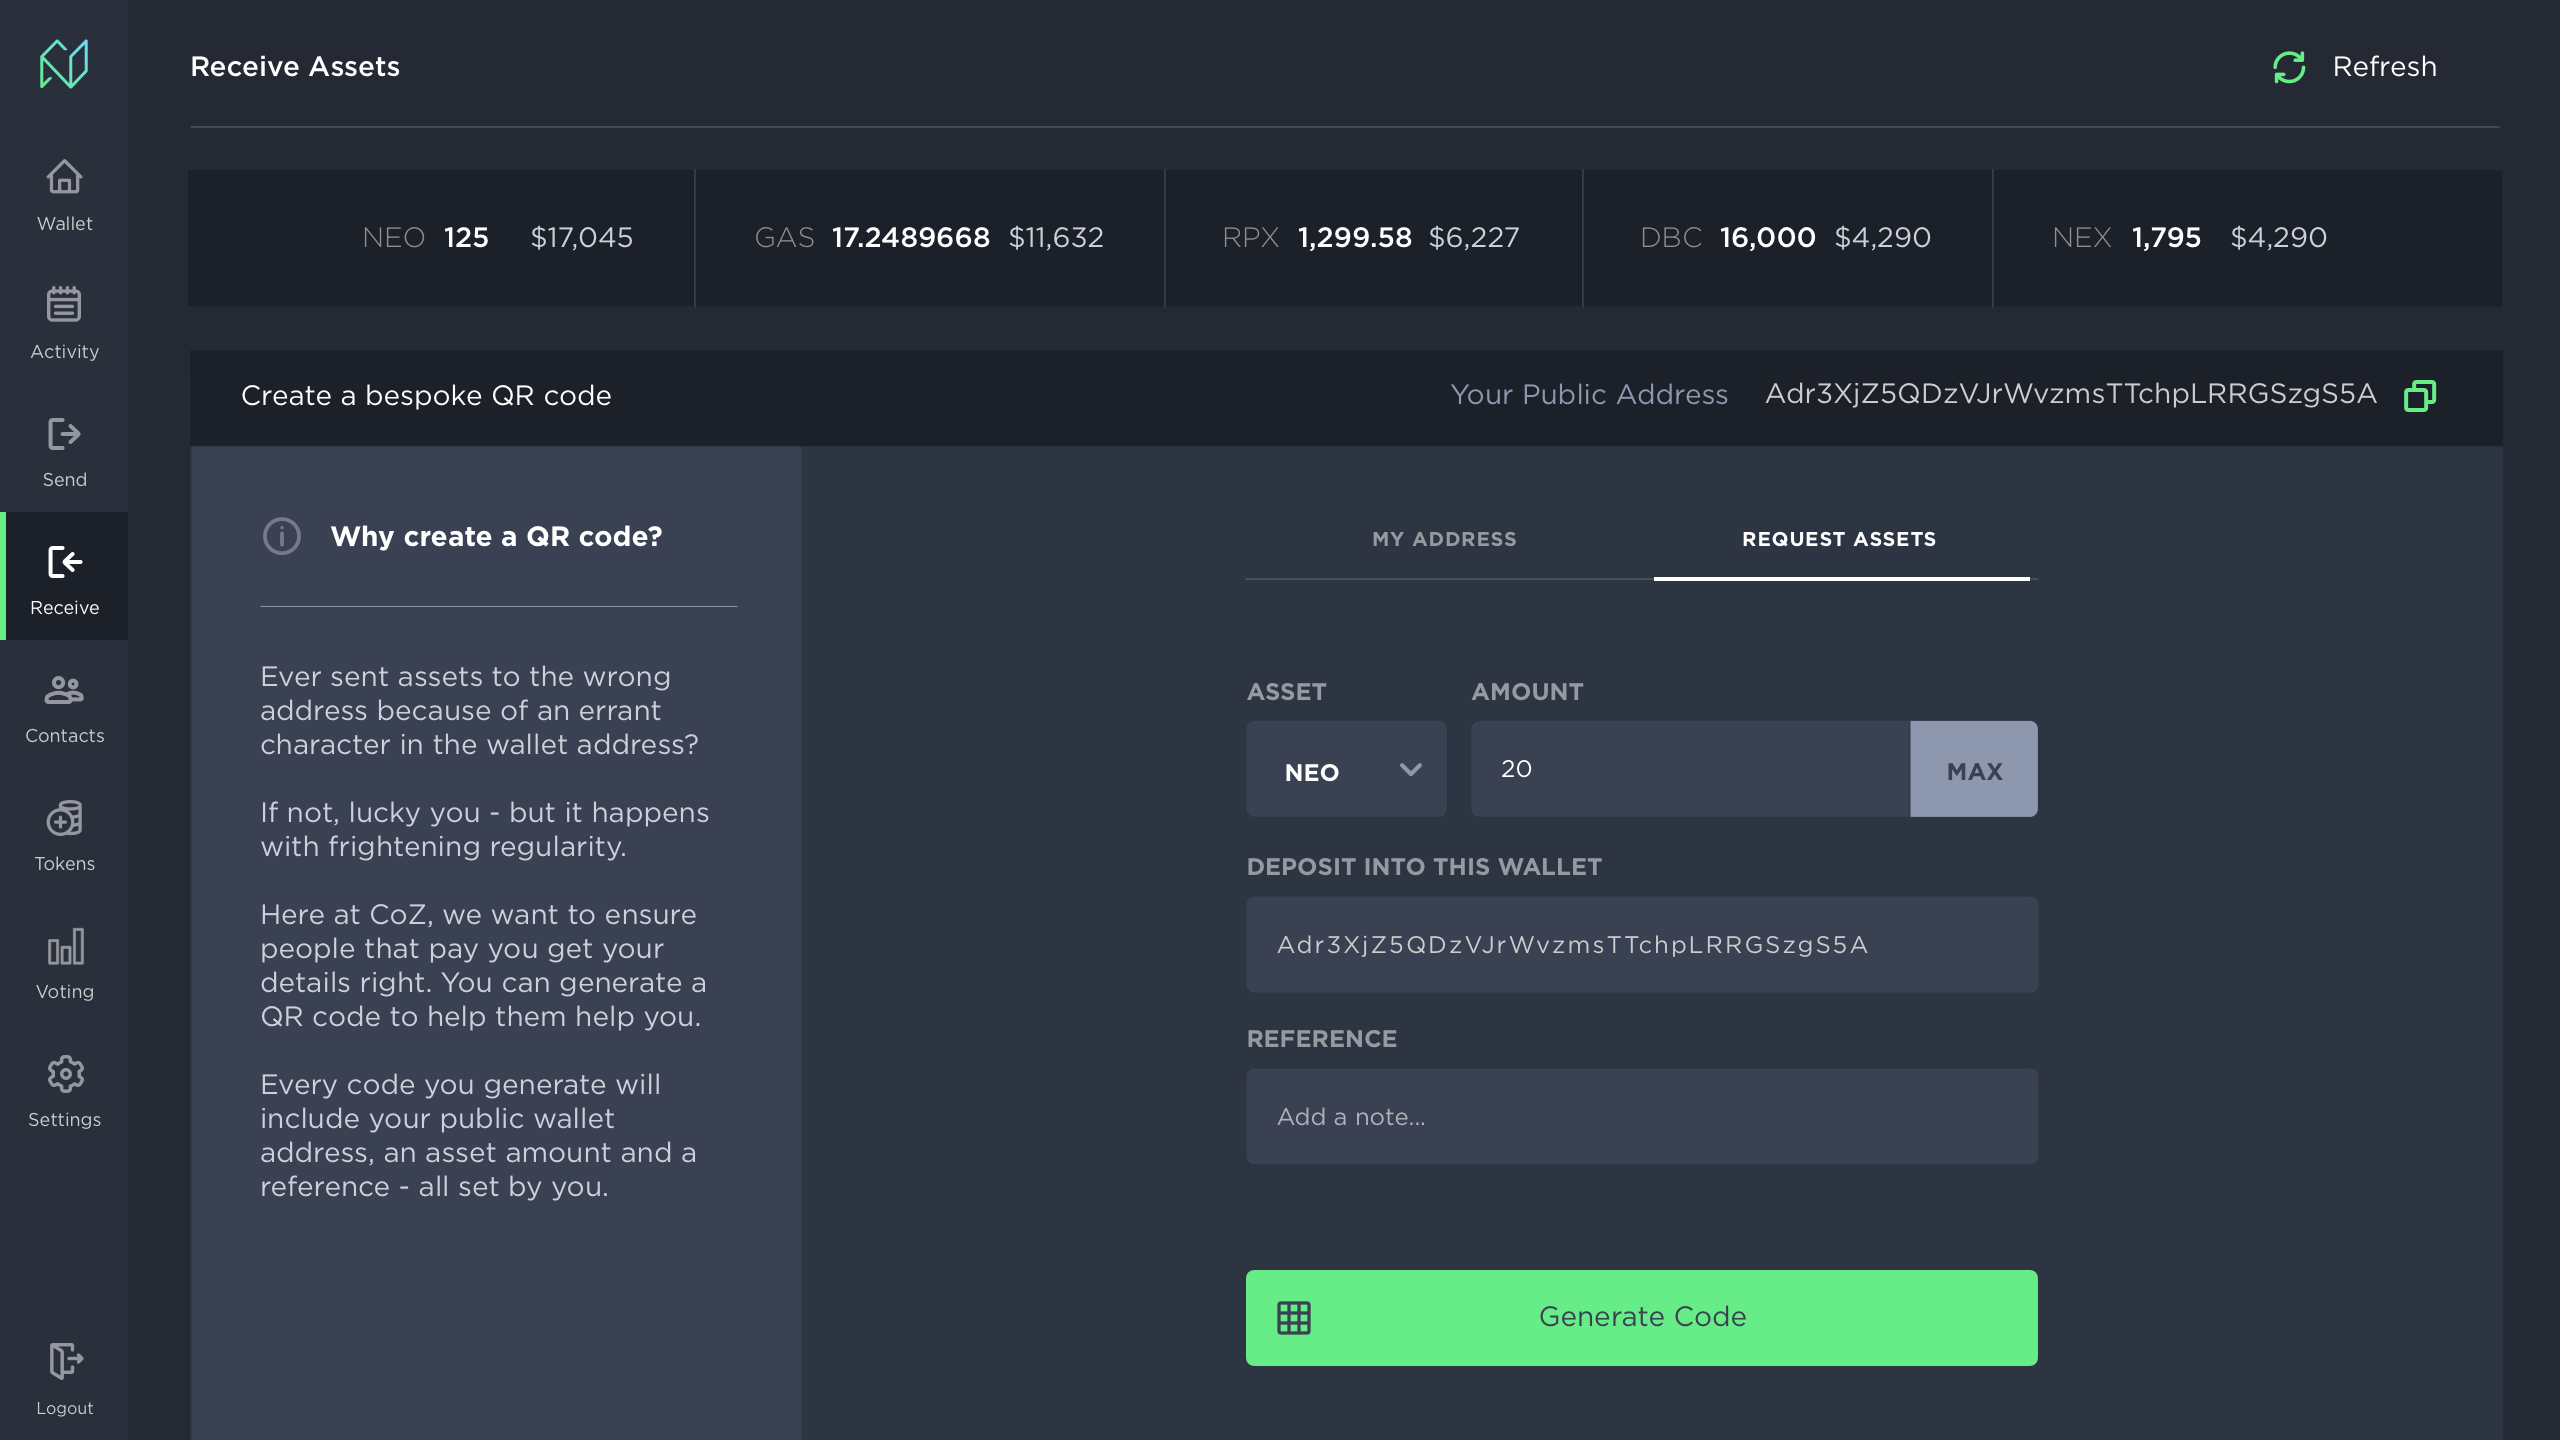 Receive Assets
Refresh
Wallet
Activity
Send
Receive
Contacts
Tokens
Voting
Settings
Logout
NEO 125 $17,045
GAS 17.2489668 $11,632
RPX 1,299.58 $6,227
DBC 16,000 $4,290
NEX 1,795 $4,290
Create a bespoke QR code
Your Public Address Adr3XjZ5QDzVJrWvzmsTTchpLRRGSzgS5A
Why create a QR code?
Ever sent assets to the wrong
address because of an errant
character in the wallet address?
If not, lucky you - but it happens
with frightening regularity.
Here at CoZ, we want to ensure
people that pay you get your
details right. You can generate a
QR code to help them help you.
Every code you generate will
include your public wallet
address, an asset amount and a
reference - all set by you.
MY ADDRESS
REQUEST ASSETS
ASSET
AMOUNT
NEO
20
MAX
DEPOSIT INTO THIS WALLET
Adr3XjZ5QDzVJrWvzmsTTchpLRRGSzgS5A
REFERENCE
Add a note...
Generate Code